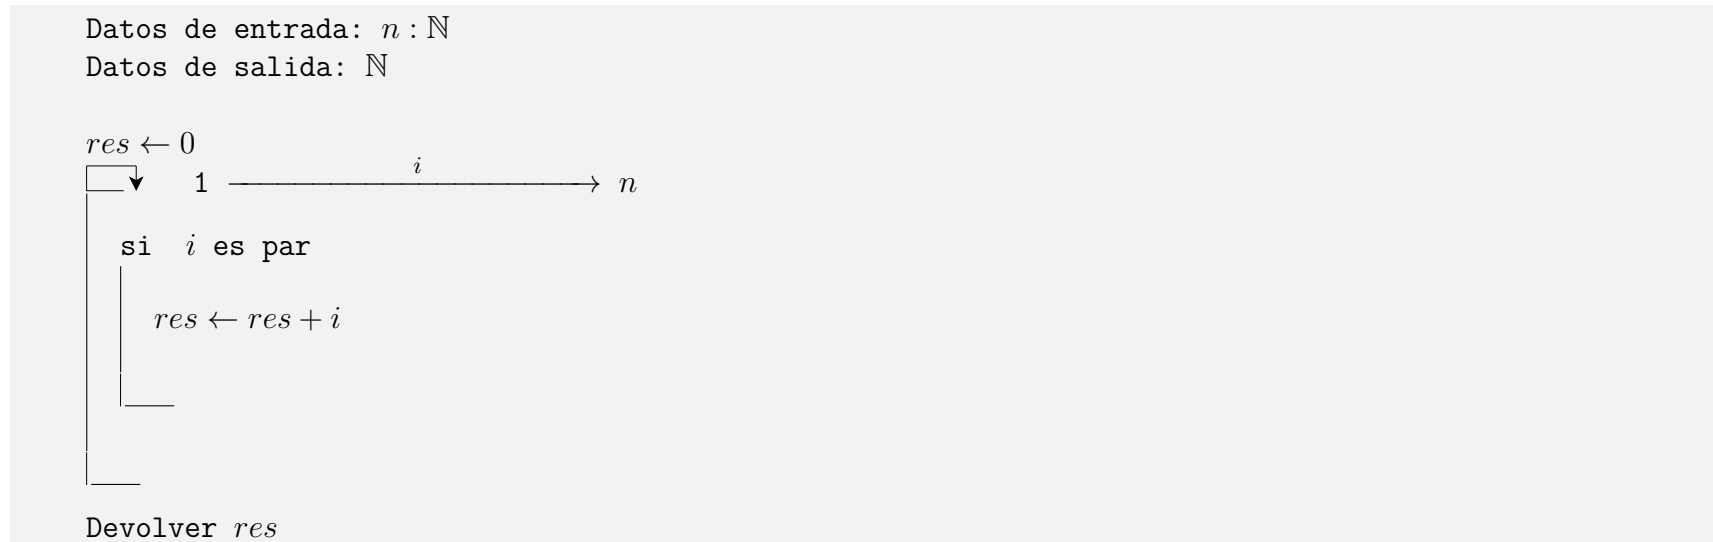 Datos de entrada: n : ℕ
Datos de salida: ℕ
res ← 0
i
1 ⟶ n
si i es par
res ← res + i
Devolver res